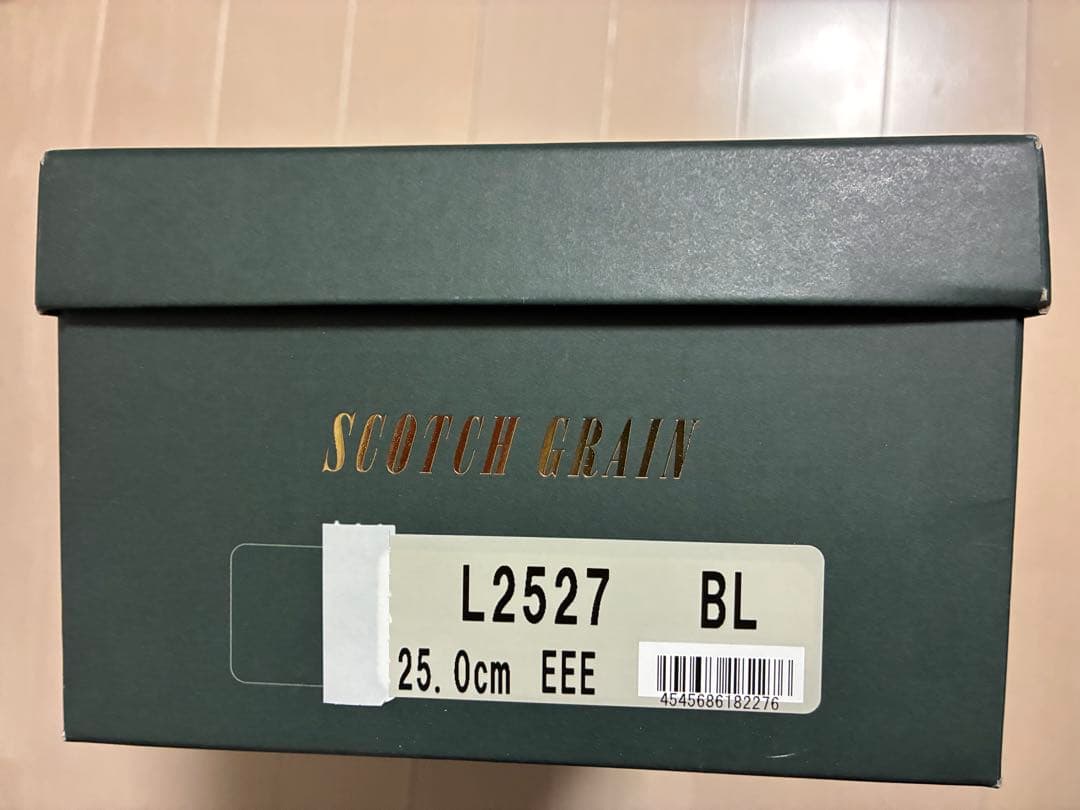 SCOTCH GRAIN
L2527 BL
25.0cm EEE
4545686182276